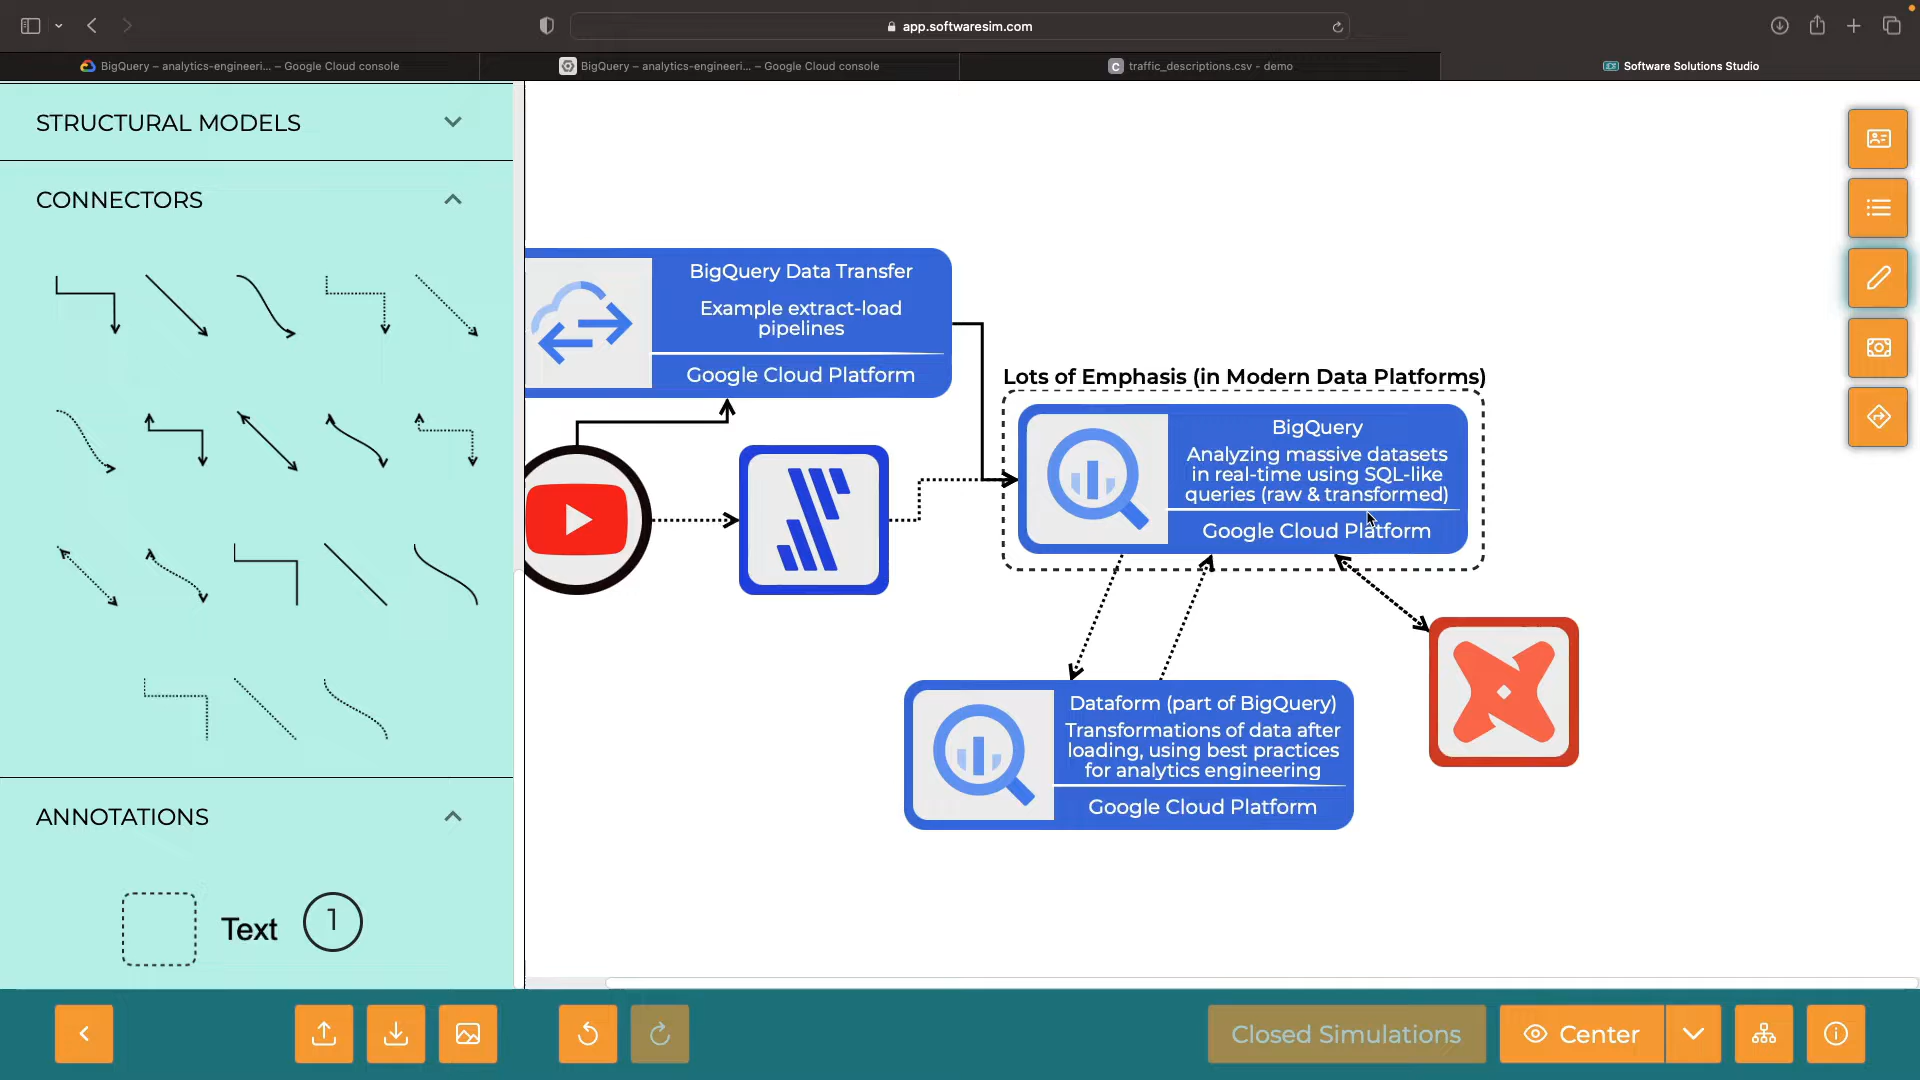 app.softwaresim.com
BigQuery – analytics-engineeri... – Google Cloud console
BigQuery – analytics-engineeri... – Google Cloud console
C
traffic_descriptions.csv - demo
Software Solutions Studio
STRUCTURAL MODELS
CONNECTORS
ANNOTATIONS
Text
1
BigQuery Data Transfer
Example extract-load
pipelines
Google Cloud Platform
Lots of Emphasis (in Modern Data Platforms)
BigQuery
Analyzing massive datasets
in real-time using SQL-like
queries (raw & transformed)
Google Cloud Platform
Dataform (part of BigQuery)
Transformations of data after
loading, using best practices
for analytics engineering
Google Cloud Platform
Closed Simulations
Center